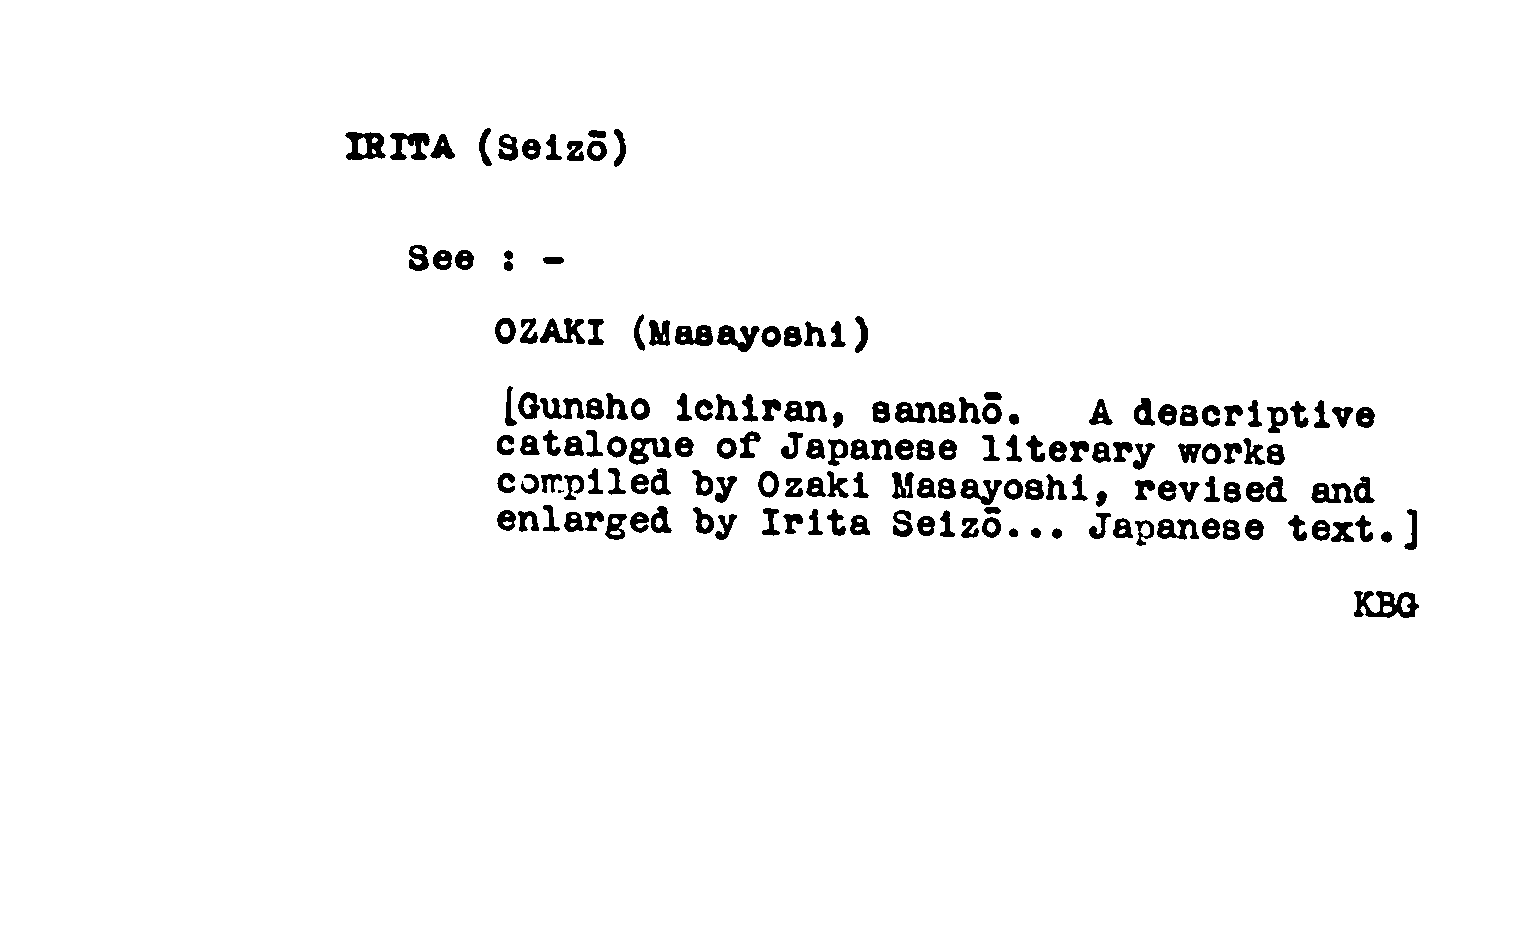 IRITA (Seizō)
See : -
OZAKI (Masayoshi)
[Gunsho ichiran, sanshō. A descriptive
catalogue of Japanese literary works
compiled by Ozaki Masayoshi, revised and
enlarged by Irita Seizō... Japanese text.]
KBG